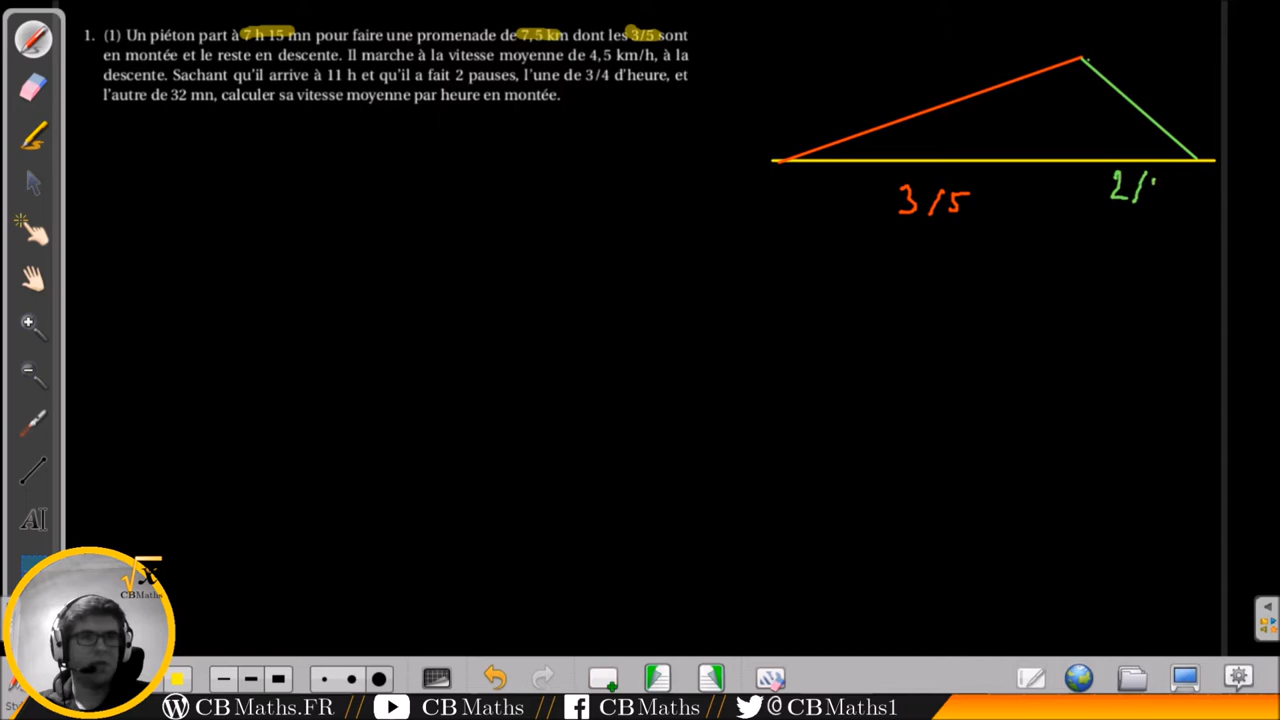 1. (1) Un piéton part à 7 h 15 mn pour faire une promenade de 7,5 km dont les 3/5 sont
en montée et le reste en descente. Il marche à la vitesse moyenne de 4,5 km/h, à la
descente. Sachant qu'il arrive à 11 h et qu'il a fait 2 pauses, l'une de 3/4 d'heure, et
l'autre de 32 mn, calculer sa vitesse moyenne par heure en montée.
3/5
2/
AI
√x
CBMaths
CBMaths.FR // CBMaths // CBMaths // @CBMaths1